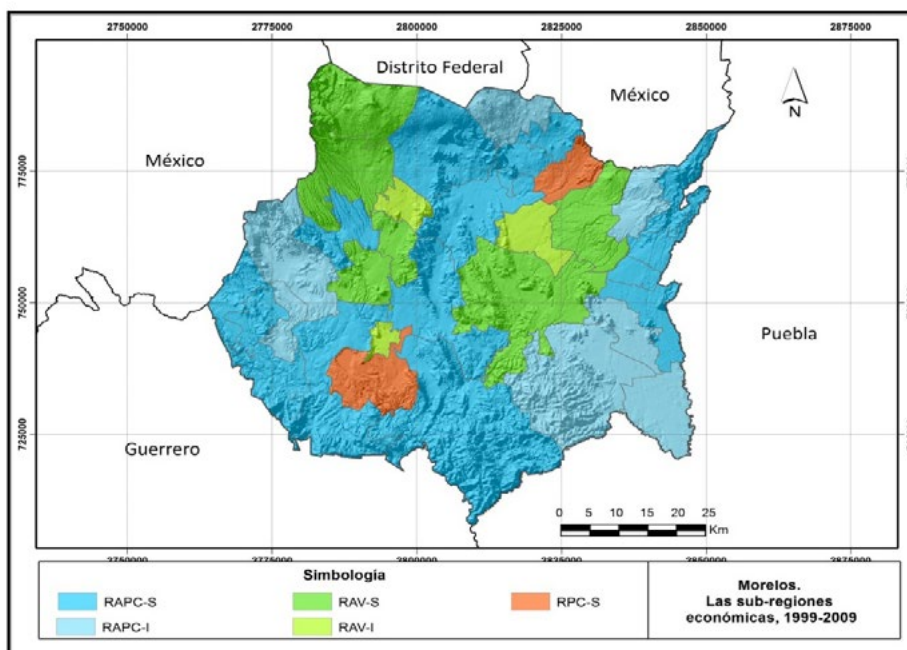 2750000 2775000 2800000 2825000 2850000 2875000
Distrito Federal
México
México
N
775000
750000
Puebla
725000
Guerrero
0 5 10 15 20 25
Km
2750000 2775000 2800000 2825000 2850000 2875000
Simbología
RAPC-S
RAV-S
RPC-S
RAPC-I
RAV-I
Morelos.
Las sub-regiones
económicas, 1999-2009